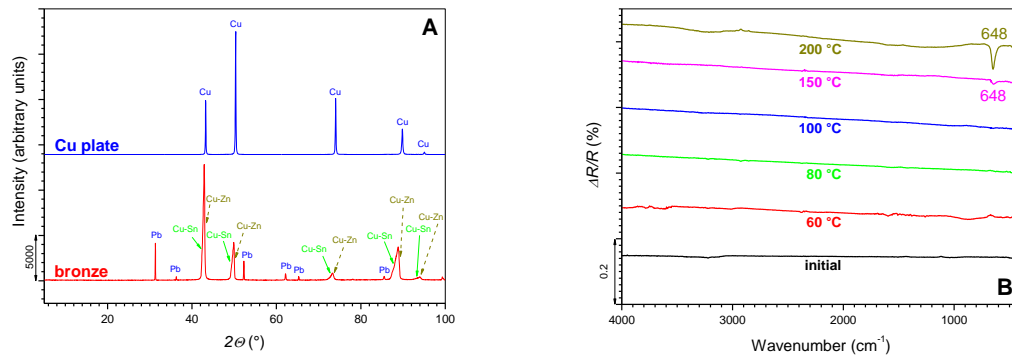 A
Cu
Cu
Cu
Cu
Cu
Cu plate
Cu-Zn
Cu-Zn
Cu-Zn
Cu-Zn
Cu-Sn
Cu-Sn
Cu-Sn
Cu-Sn
Cu-Sn
Pb
Pb
Pb
Pb
Pb
Pb
bronze
5000
Intensity (arbitrary units)
20 40 60 80 100
2Θ (°)
648
200 °C
150 °C
648
100 °C
80 °C
60 °C
initial
B
0.2
ΔR/R (%)
4000 3000 2000 1000
Wavenumber (cm⁻¹)